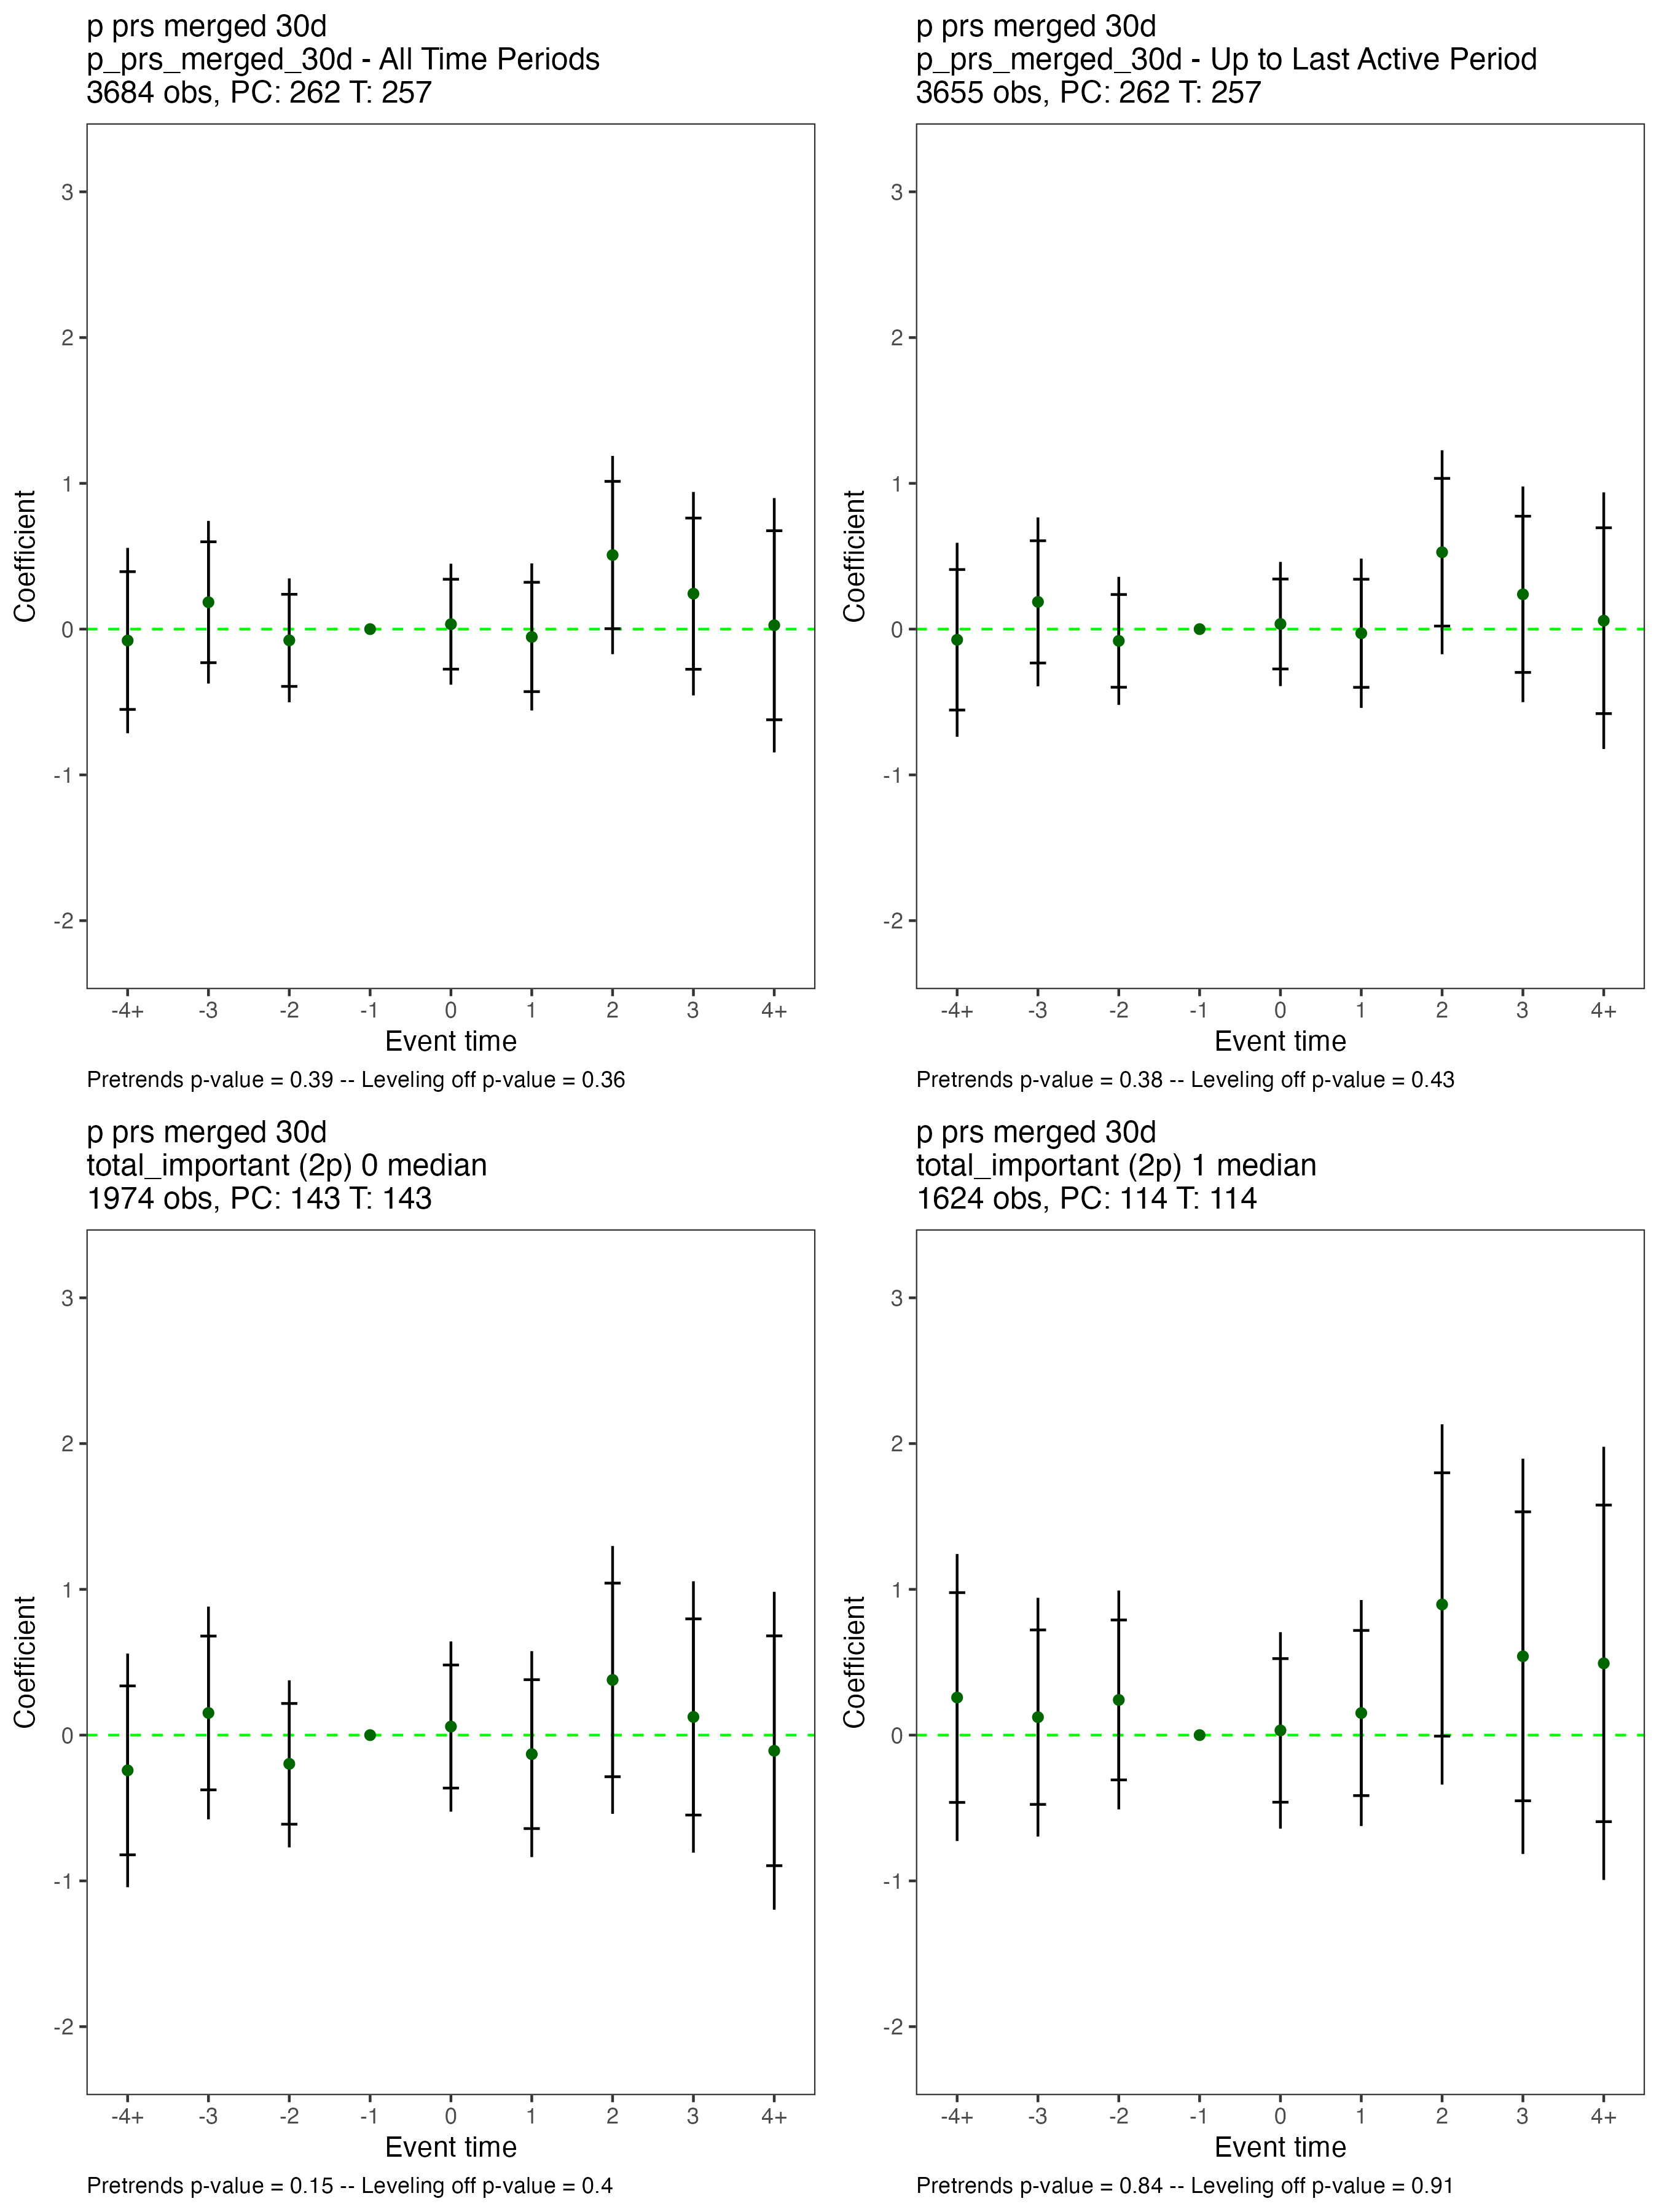 p prs merged 30d
p_prs_merged_30d - All Time Periods
3684 obs, PC: 262 T: 257
3
2
1
0
-1
-2
Coefficient
-4+ -3 -2 -1 0 1 2 3 4+
Event time
Pretrends p-value = 0.39 -- Leveling off p-value = 0.36
p prs merged 30d
p_prs_merged_30d - Up to Last Active Period
3655 obs, PC: 262 T: 257
3
2
1
0
-1
-2
Coefficient
-4+ -3 -2 -1 0 1 2 3 4+
Event time
Pretrends p-value = 0.38 -- Leveling off p-value = 0.43
p prs merged 30d
total_important (2p) 0 median
1974 obs, PC: 143 T: 143
3
2
1
0
-1
-2
Coefficient
-4+ -3 -2 -1 0 1 2 3 4+
Event time
Pretrends p-value = 0.15 -- Leveling off p-value = 0.4
p prs merged 30d
total_important (2p) 1 median
1624 obs, PC: 114 T: 114
3
2
1
0
-1
-2
Coefficient
-4+ -3 -2 -1 0 1 2 3 4+
Event time
Pretrends p-value = 0.84 -- Leveling off p-value = 0.91